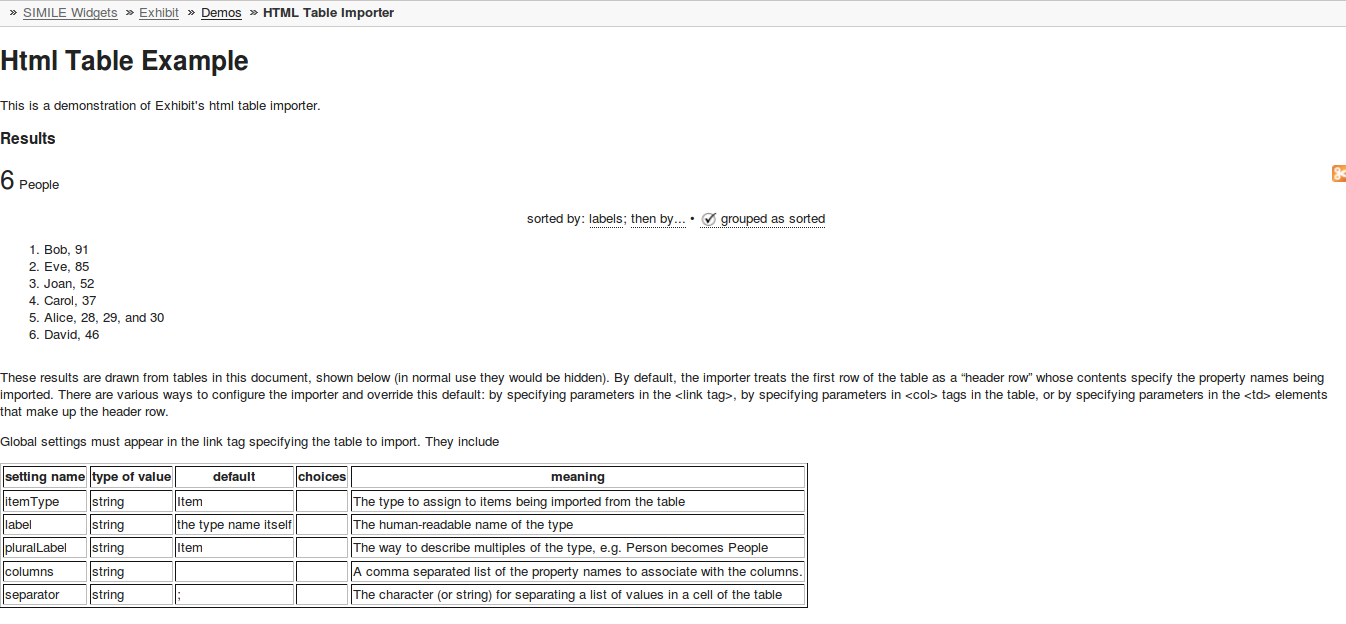 » SIMILE Widgets » Exhibit » Demos » HTML Table Importer
Html Table Example
This is a demonstration of Exhibit's html table importer.
Results
6 People
sorted by: labels; then by... • grouped as sorted
1. Bob, 91
2. Eve, 85
3. Joan, 52
4. Carol, 37
5. Alice, 28, 29, and 30
6. David, 46
These results are drawn from tables in this document, shown below (in normal use they would be hidden). By default, the importer treats the first row of the table as a “header row” whose contents specify the property names being
imported. There are various ways to configure the importer and override this default: by specifying parameters in the <link tag>, by specifying parameters in <col> tags in the table, or by specifying parameters in the <td> elements
that make up the header row.
Global settings must appear in the link tag specifying the table to import. They include
setting name type of value default choices meaning
itemType string Item The type to assign to items being imported from the table
label string the type name itself The human-readable name of the type
pluralLabel string Item The way to describe multiples of the type, e.g. Person becomes People
columns string A comma separated list of the property names to associate with the columns.
separator string ; The character (or string) for separating a list of values in a cell of the table